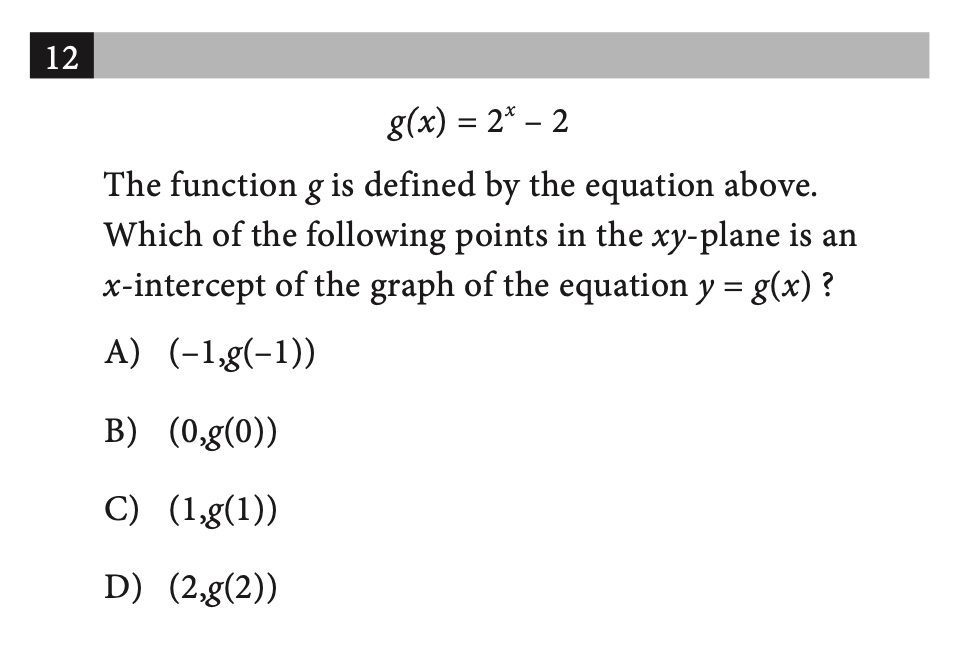 12
g(x) = 2ˣ – 2
The function g is defined by the equation above.
Which of the following points in the xy-plane is an
x-intercept of the graph of the equation y = g(x) ?
A) (–1,g(–1))
B) (0,g(0))
C) (1,g(1))
D) (2,g(2))